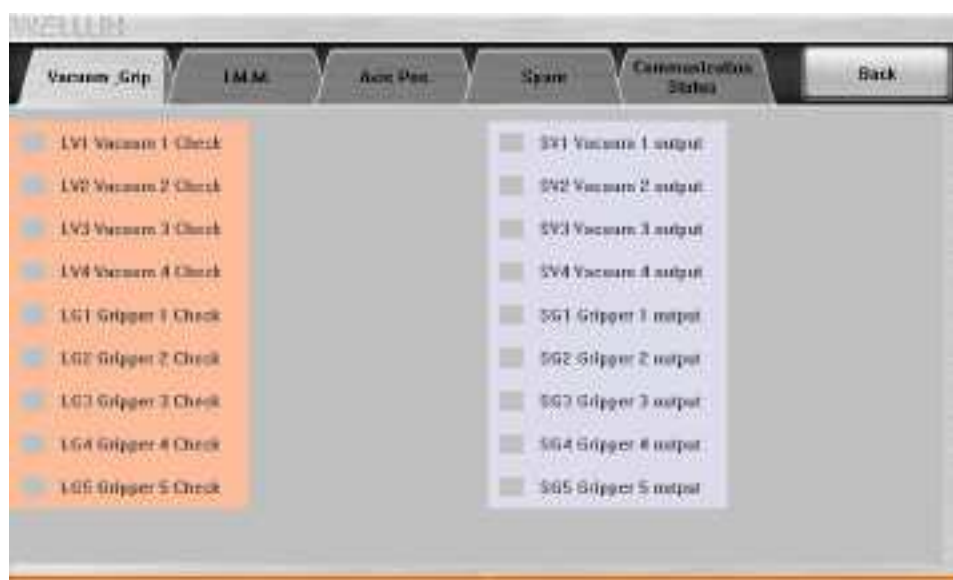 Vacuum_Grip
I.M.M.
Axis Pos.
Spare
Communication
Status
Back
LV1 Vacuum 1 Check
LV2 Vacuum 2 Check
LV3 Vacuum 3 Check
LV4 Vacuum 4 Check
LG1 Gripper 1 Check
LG2 Gripper 2 Check
LG3 Gripper 3 Check
LG4 Gripper 4 Check
LG5 Gripper 5 Check
SV1 Vacuum 1 output
SV2 Vacuum 2 output
SV3 Vacuum 3 output
SV4 Vacuum 4 output
SG1 Gripper 1 output
SG2 Gripper 2 output
SG3 Gripper 3 output
SG4 Gripper 4 output
SG5 Gripper 5 output